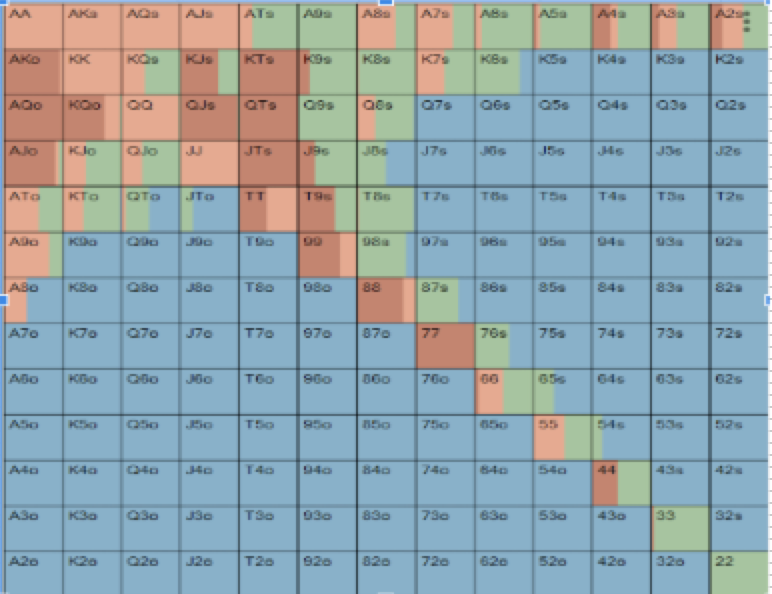 AA AKs AQs AJs ATs A9s A8s A7s A6s A5s A4s A3s A2s
AKo KK KQs KJs KTs K9s K8s K7s K6s K5s K4s K3s K2s
AQo KQo QQ QJs QTs Q9s Q8s Q7s Q6s Q5s Q4s Q3s Q2s
AJo KJo QJo JJ JTs J9s J8s J7s J6s J5s J4s J3s J2s
ATo KTo QTo JTo TT T9s T8s T7s T6s T5s T4s T3s T2s
A9o K9o Q9o J9o T9o 99 98s 97s 96s 95s 94s 93s 92s
A8o K8o Q8o J8o T8o 98o 88 87s 86s 85s 84s 83s 82s
A7o K7o Q7o J7o T7o 97o 87o 77 76s 75s 74s 73s 72s
A6o K6o Q6o J6o T6o 96o 86o 76o 66 65s 64s 63s 62s
A5o K5o Q5o J5o T5o 95o 85o 75o 65o 55 54s 53s 52s
A4o K4o Q4o J4o T4o 94o 84o 74o 64o 54o 44 43s 42s
A3o K3o Q3o J3o T3o 93o 83o 73o 63o 53o 43o 33 32s
A2o K2o Q2o J2o T2o 92o 82o 72o 62o 52o 42o 32o 22